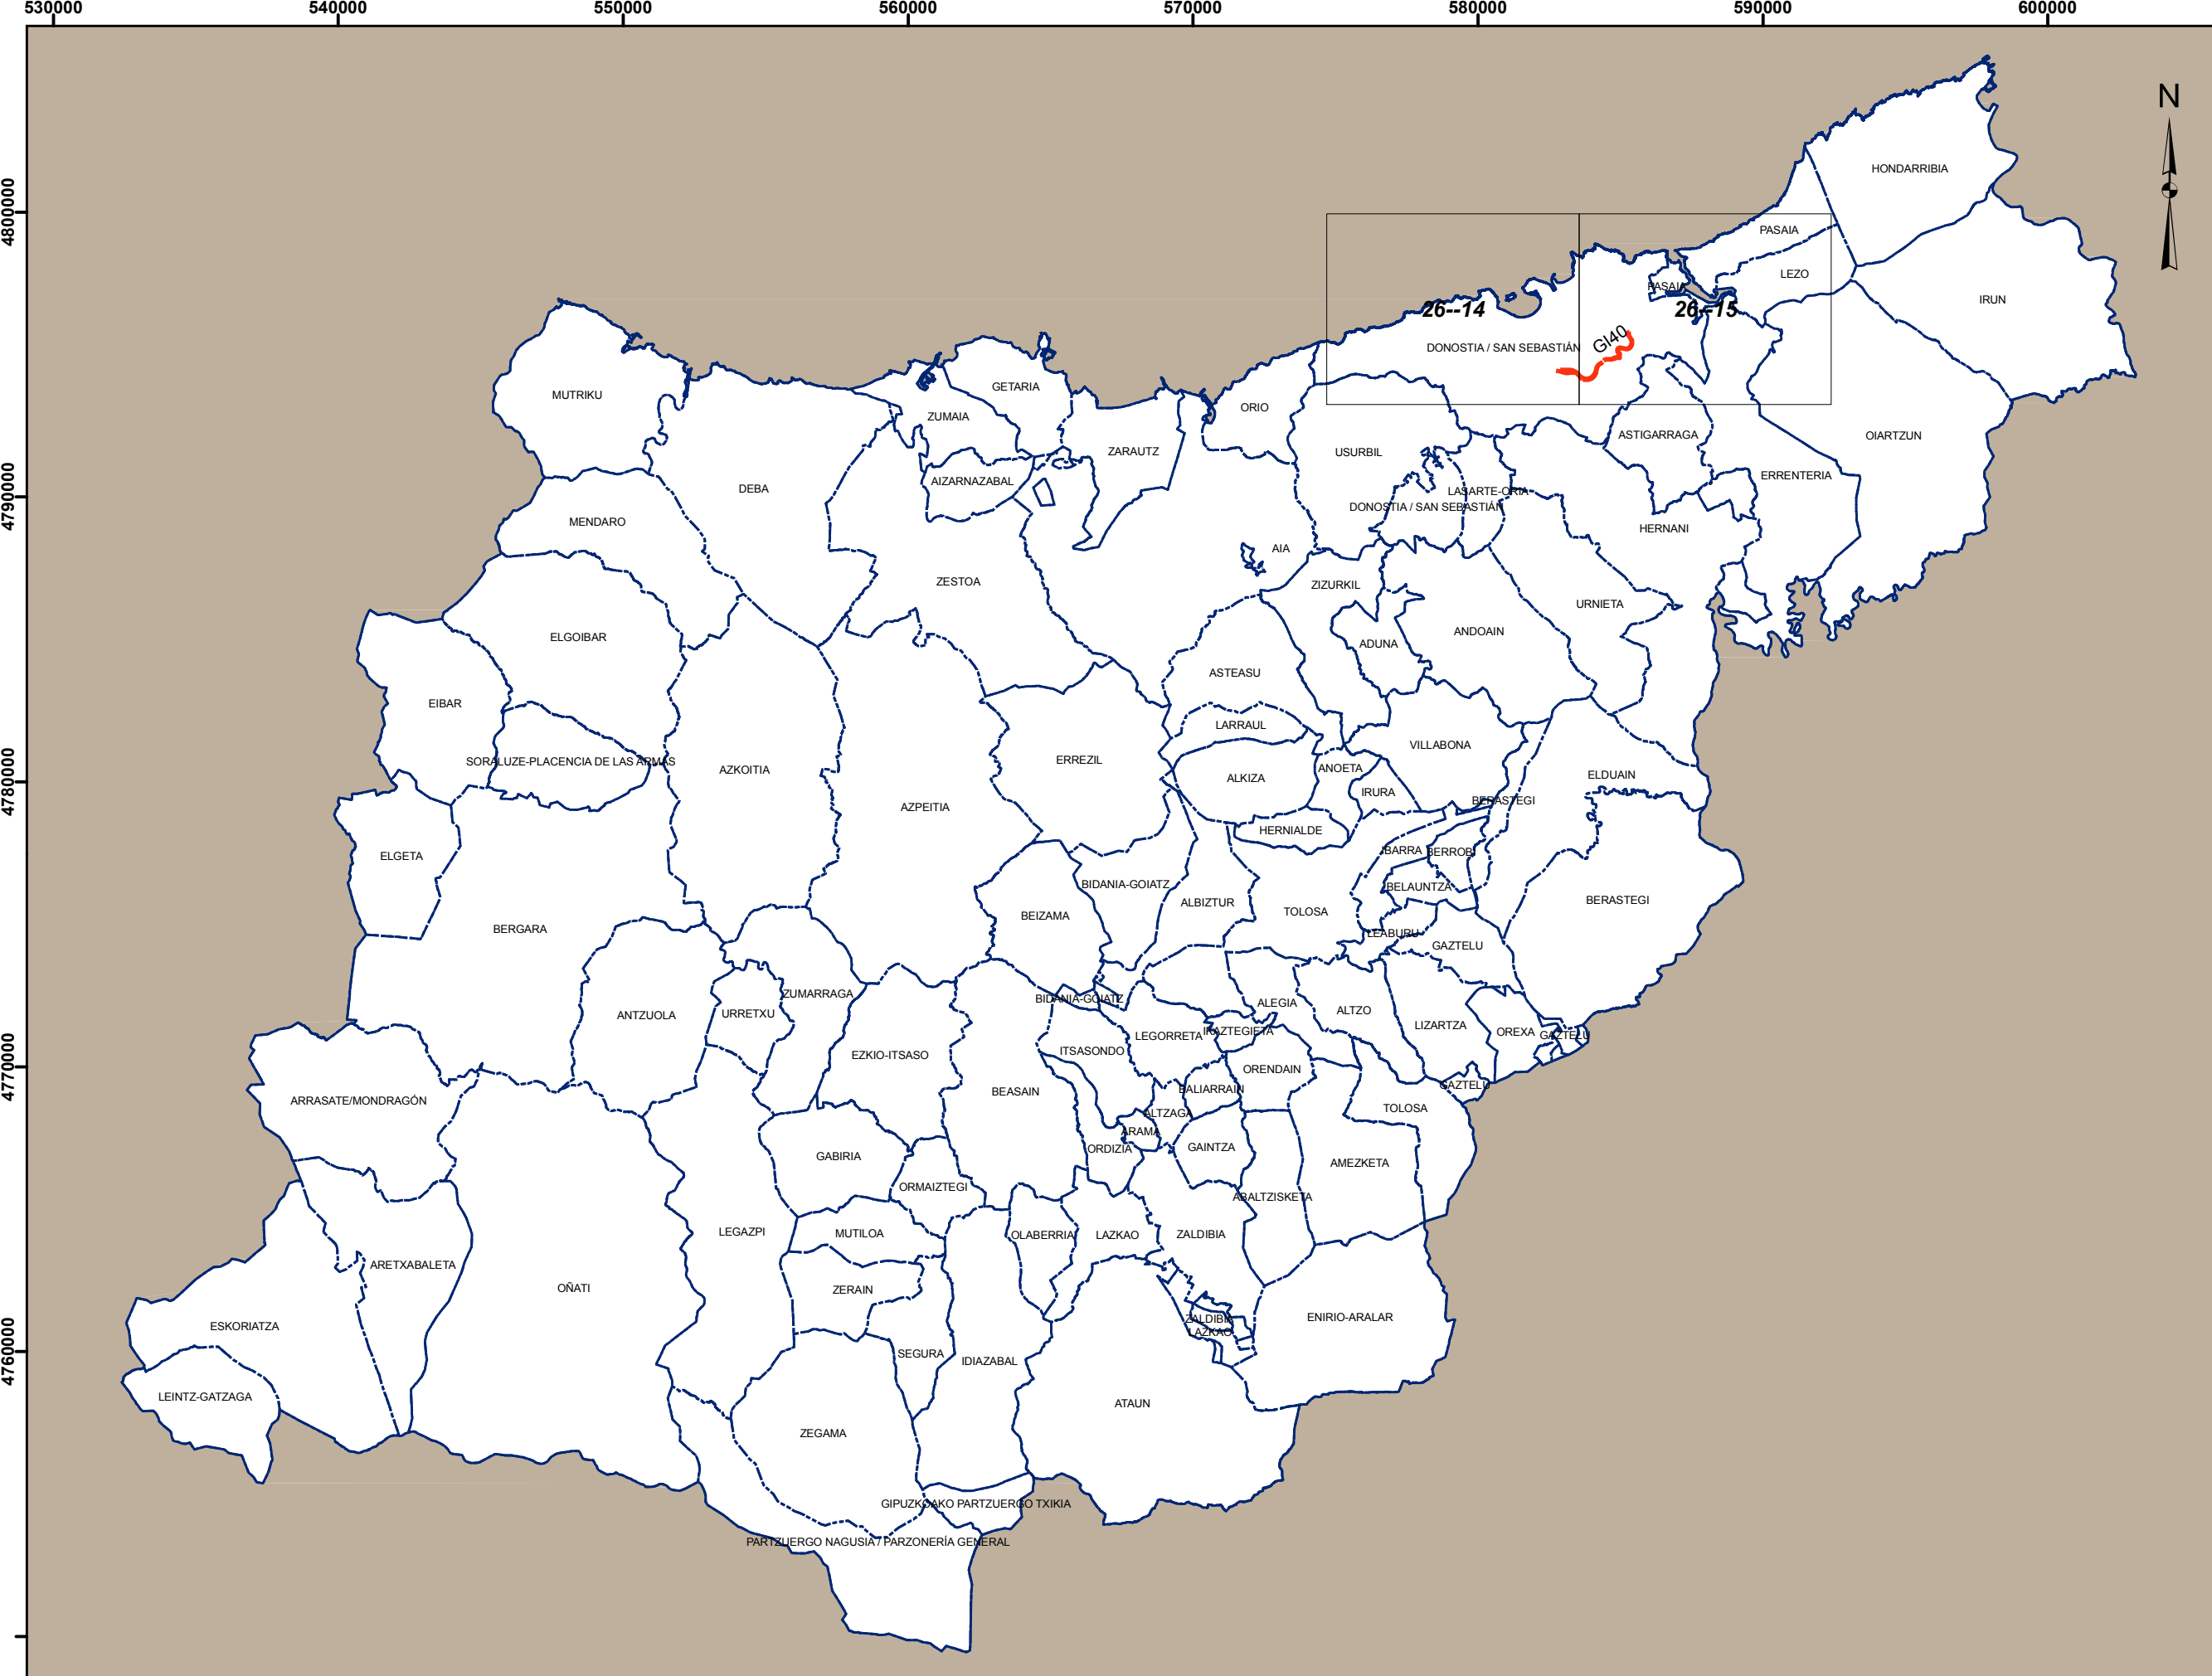 530000 540000 550000 560000 570000 580000 590000 600000
N
HONDARRIBIA
4800000
PASAIA
LEZO
PASAIA
IRUN
26--14
26--15
GI40
DONOSTIA / SAN SEBASTIÁN
GETARIA
MUTRIKU
ORIO
ZUMAIA
ASTIGARRAGA
OIARTZUN
ZARAUTZ
USURBIL
ERRENTERIA
AIZARNAZABAL
DEBA
LASARTE-ORIA
4790000
DONOSTIA / SAN SEBASTIÁN
MENDARO
HERNANI
AIA
ZESTOA
ZIZURKIL
URNIETA
ANDOAIN
ELGOIBAR
ADUNA
ASTEASU
EIBAR
LARRAUL
VILLABONA
SORALUZE-PLACENCIA DE LAS ARMAS
ERREZIL
AZKOITIA
ANOETA
ELDUAIN
ALKIZA
4780000
IRURA
BERASTEGI
AZPEITIA
HERNIALDE
IBARRA
BERROBI
ELGETA
BIDANIA-GOIATZ
BELAUNTZA
BERASTEGI
ALBIZTUR
TOLOSA
BEIZAMA
BERGARA
LEABURU
GAZTELU
ZUMARRAGA
BIDANIA-GOIATZ
ALEGIA
ALTZO
URRETXU
ANTZUOLA
LIZARTZA
IKAZTEGIETA
OREXA
GAZTELU
LEGORRETA
ITSASONDO
EZKIO-ITSASO
4770000
ORENDAIN
GAZTELU
BALIARRAIN
BEASAIN
ARRASATE/MONDRAGÓN
TOLOSA
ALTZAGA
ARAMA
GAINTZA
ORDIZIA
GABIRIA
AMEZKETA
ORMAIZTEGI
ABALTZISKETA
LEGAZPI
MUTILOA
OLABERRIA
LAZKAO
ZALDIBIA
ARETXABALETA
OÑATI
ZERAIN
ENIRIO-ARALAR
ZALDIBIA
ESKORIATZA
LAZKAO
4760000
SEGURA
IDIAZABAL
LEINTZ-GATZAGA
ATAUN
ZEGAMA
GIPUZKOAKO PARTZUERGO TXIKIA
PARTZUERGO NAGUSIA / PARZONERÍA GENERAL